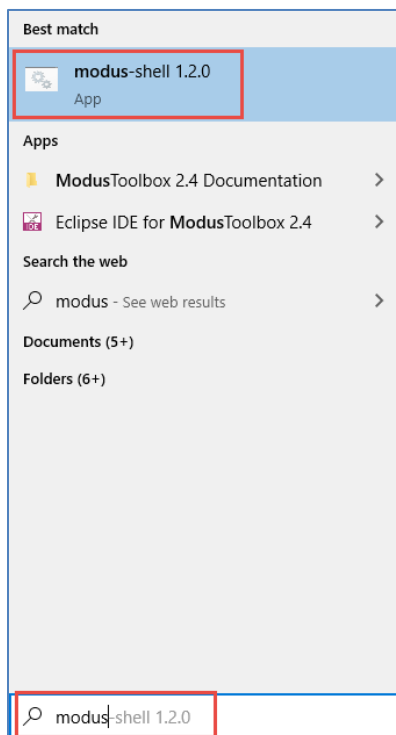 Best match
modus-shell 1.2.0
App
Apps
ModusToolbox 2.4 Documentation
IDE
Eclipse IDE for ModusToolbox 2.4
Search the web
modus - See web results
Documents (5+)
Folders (6+)
modus-shell 1.2.0